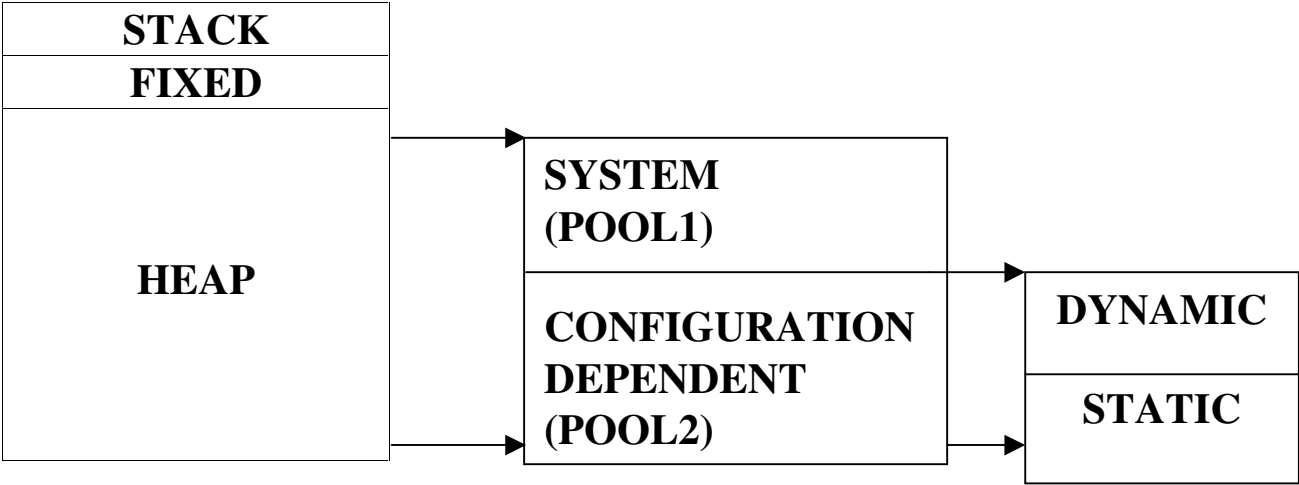 STACK
FIXED
HEAP
SYSTEM
(POOL1)
CONFIGURATION
DEPENDENT
(POOL2)
DYNAMIC
STATIC